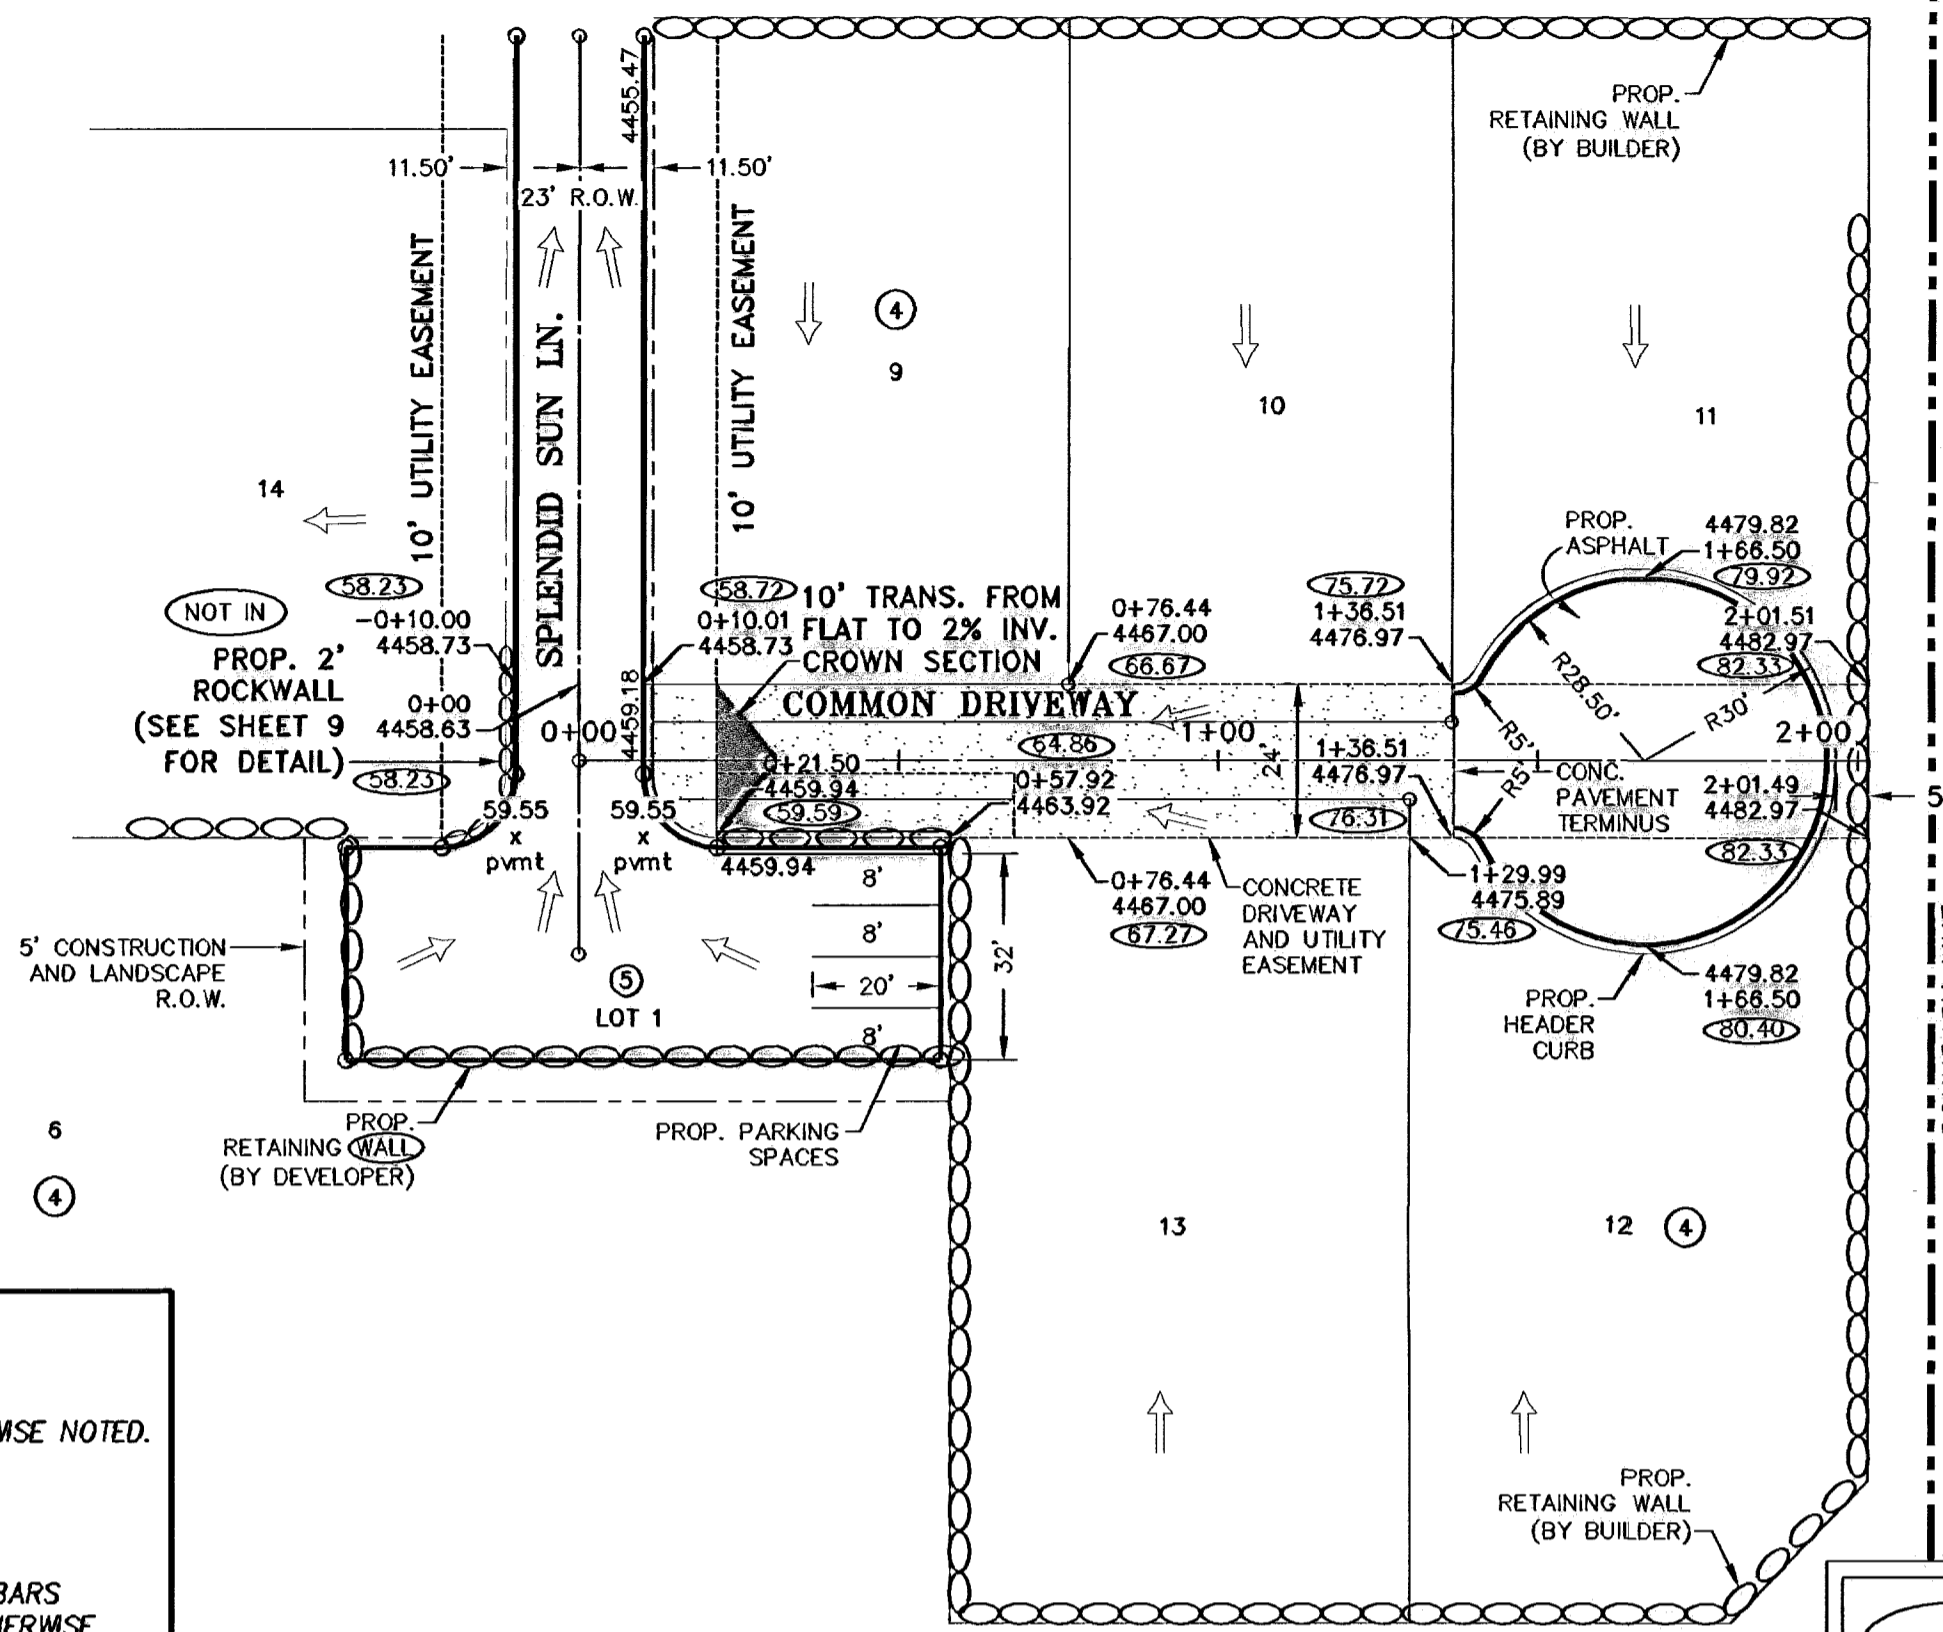 4455.47
PROP.
RETAINING WALL
(BY BUILDER)
11.50'
11.50'
23' R.O.W.
10' UTILITY EASEMENT
10' UTILITY EASEMENT
SPLENDID SUN LN.
4
9
10
11
14
58.23
NOT IN
-0+10.00
4458.73
PROP. 2'
ROCKWALL
(SEE SHEET 9
FOR DETAIL)
0+00
4458.63
58.23
0+00
4459.18
58.72
0+10.01
4458.73
10' TRANS. FROM
FLAT TO 2% INV.
CROWN SECTION
COMMON DRIVEWAY
0+76.44
4467.00
66.67
75.72
1+36.51
4476.97
PROP.
ASPHALT
4479.82
1+66.50
79.92
2+01.51
4482.97
82.33
R28.50'
R30'
R5'
R5'
2+00
1+00
64.86
24'
0+21.50
4459.94
59.59
0+57.92
4463.92
1+36.51
4476.97
76.31
CONC.
PAVEMENT
TERMINUS
2+01.49
4482.97
82.33
5
59.55
x
pvmt
59.55
x
pvmt
4459.94
8'
8'
20'
8'
32'
0+76.44
4467.00
67.27
CONCRETE
DRIVEWAY
AND UTILITY
EASEMENT
1+29.99
4475.89
75.46
4479.82
1+66.50
80.40
PROP.
HEADER
CURB
5' CONSTRUCTION
AND LANDSCAPE
R.O.W.
5
LOT 1
PROP.
RETAINING WALL
(BY DEVELOPER)
PROP. PARKING
SPACES
6
4
13
12 4
PROP.
RETAINING WALL
(BY BUILDER)
WISE NOTED.
BARS
HERWISE